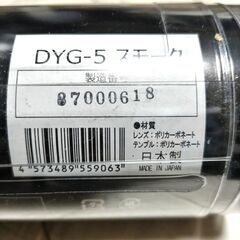 DYG-5 スモーク
製造番号
87000618
●材質
レンズ:ポリカーボネート
テンプル:ポリカーボネート
日本製
MADE IN JAPAN
4 573489 559063